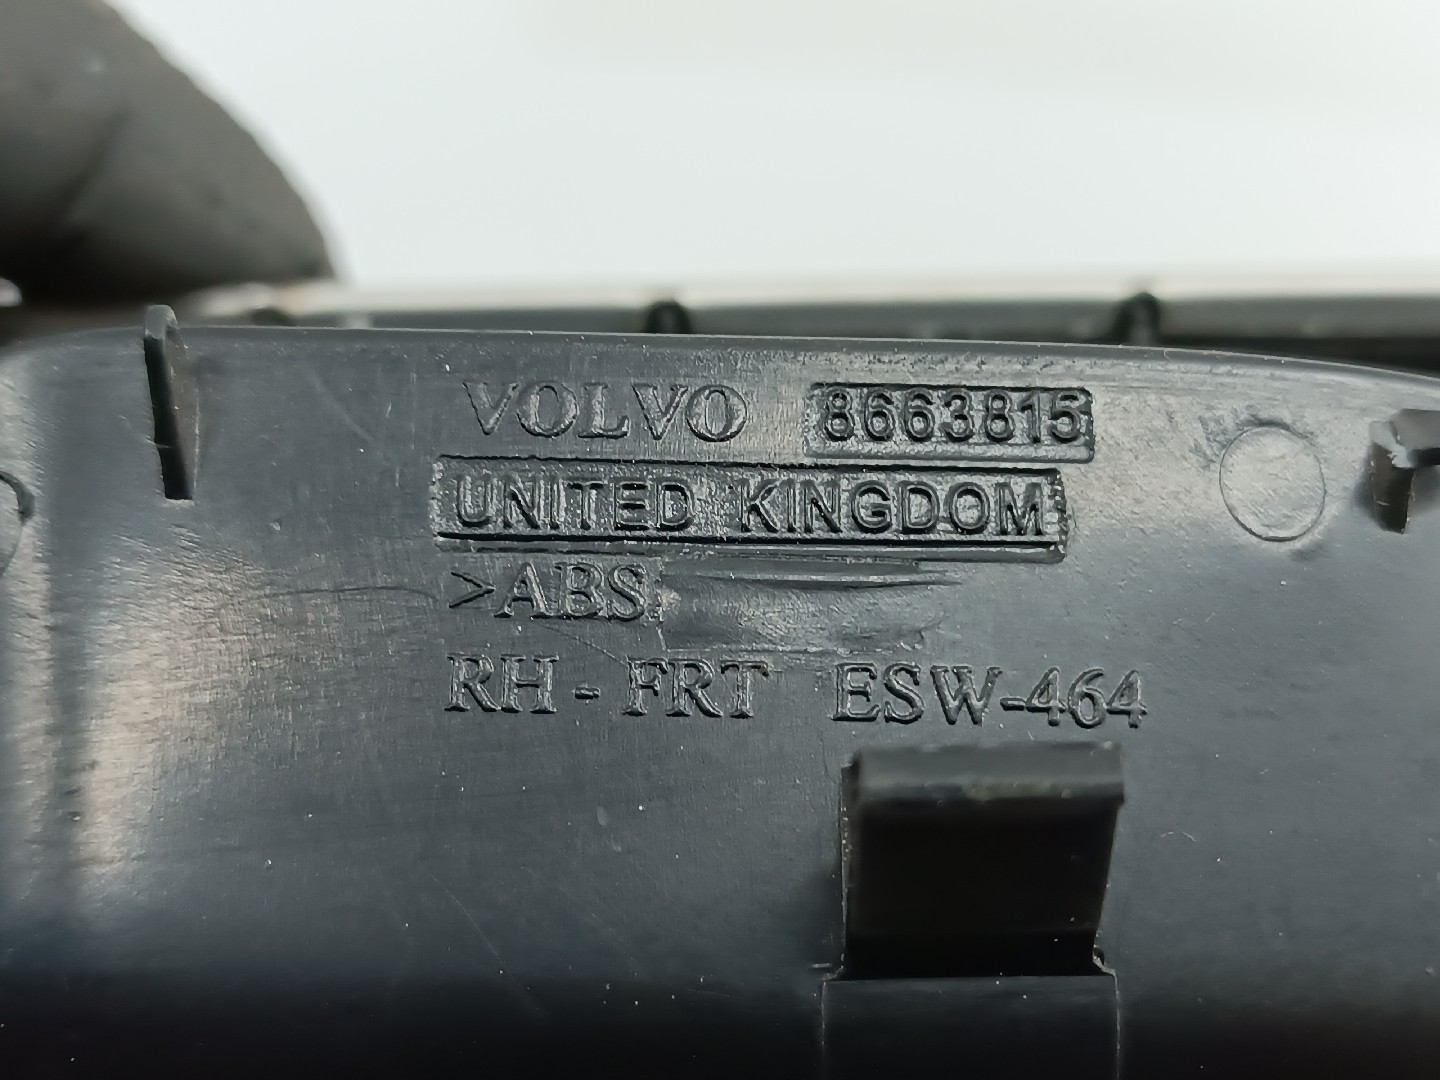 VOLVO 8663815
UNITED KINGDOM
>ABS
RH - FRT ESW-464